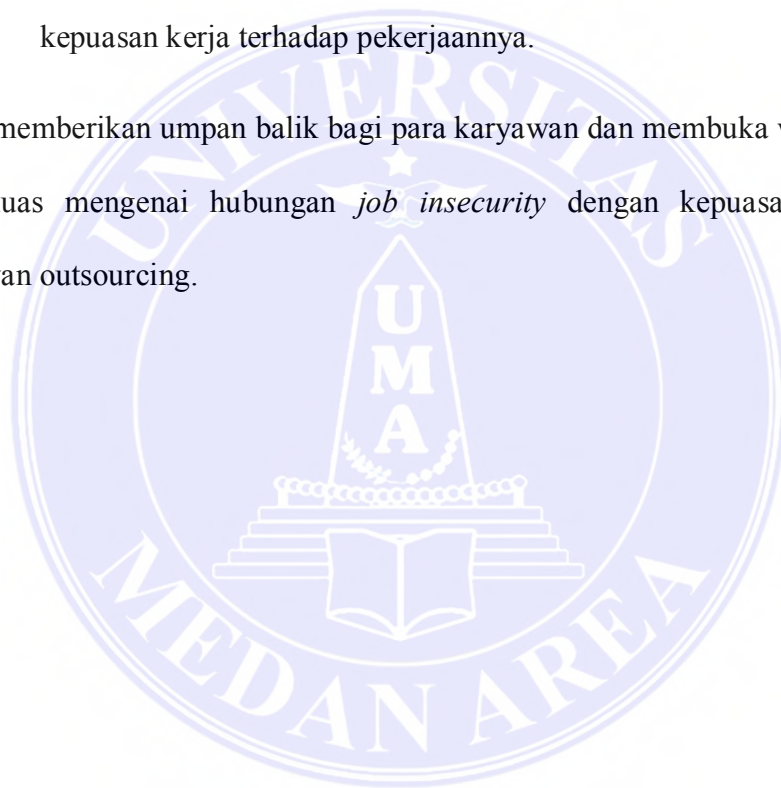 kepuasan kerja terhadap pekerjaannya.
memberikan umpan balik bagi para karyawan dan membuka
uas mengenai hubungan job insecurity dengan
an outsourcing.
UNIVERSITAS
UMA
MEDAN AREA